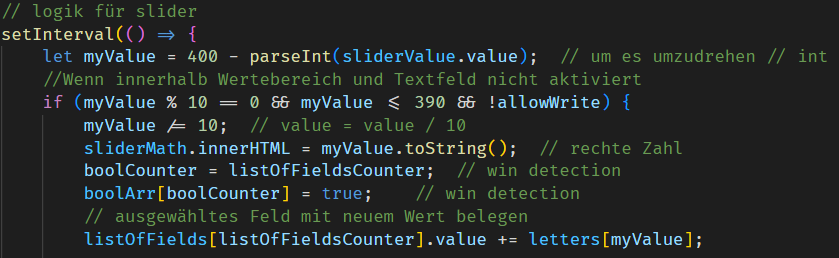 // logik für slider
setInterval(() => {
    let myValue = 400 - parseInt(sliderValue.value);  // um es umzudrehen // int
    //Wenn innerhalb Wertebereich und Textfeld nicht aktiviert
    if (myValue % 10 == 0 && myValue <= 390 && !allowWrite) {
        myValue /= 10;  // value = value / 10
        sliderMath.innerHTML = myValue.toString();  // rechte Zahl
        boolCounter = listOfFieldsCounter;  // win detection
        boolArr[boolCounter] = true;    // win detection
        // ausgewähltes Feld mit neuem Wert belegen
        listOfFields[listOfFieldsCounter].value += letters[myValue];